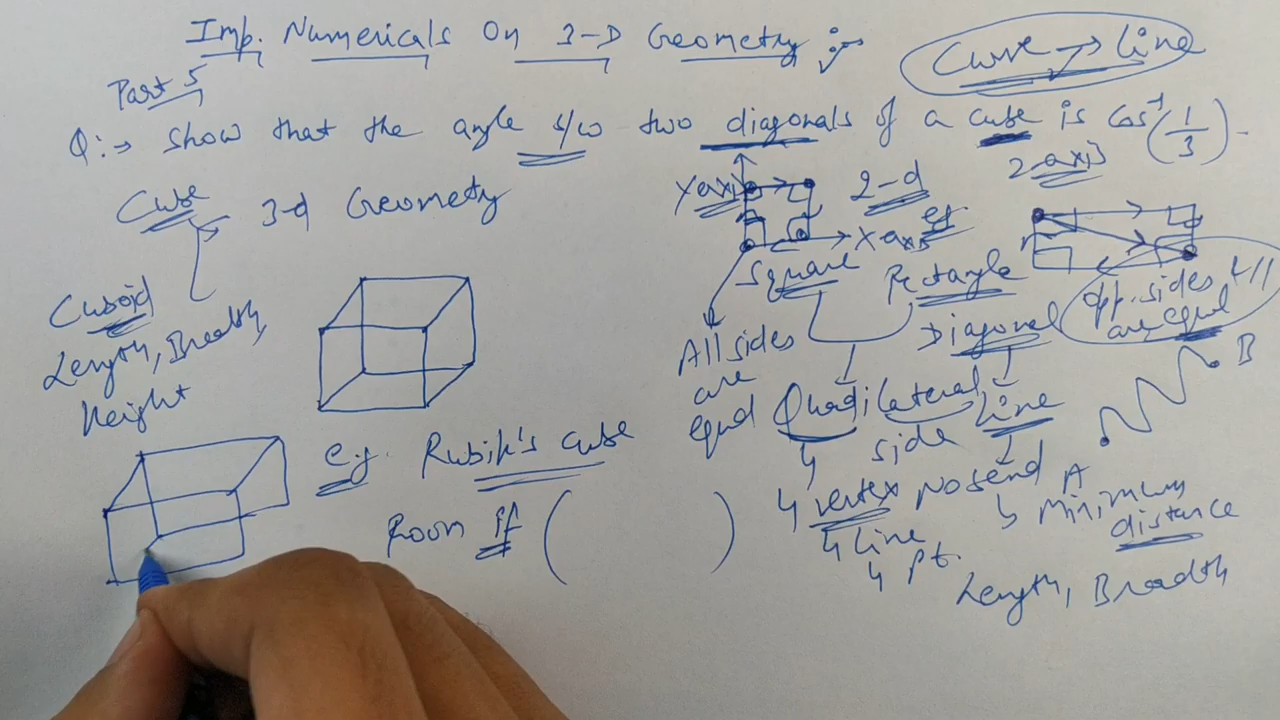 Imp. Numericals On 3-D Geometry :-
Curve → Line
Part 5
Q:→ Show that the angle b/w two diagonals of a cube is Cos⁻¹(1/3).
Cube → 3-d Geometry
Cuboid
Length, Breadth,
Height
e.g. Rubik's cube
Room if ( )
Y axis
X-axis
2-d
eg
2-axis
Square
Rectangle
All sides
are
equal
Diagonal
Opp. sides
are equal
Quadilateral
4
side
4 vertex
4 Line
4 pt.
Line
No send
Minimum
distance
A
B
Length, Breadth